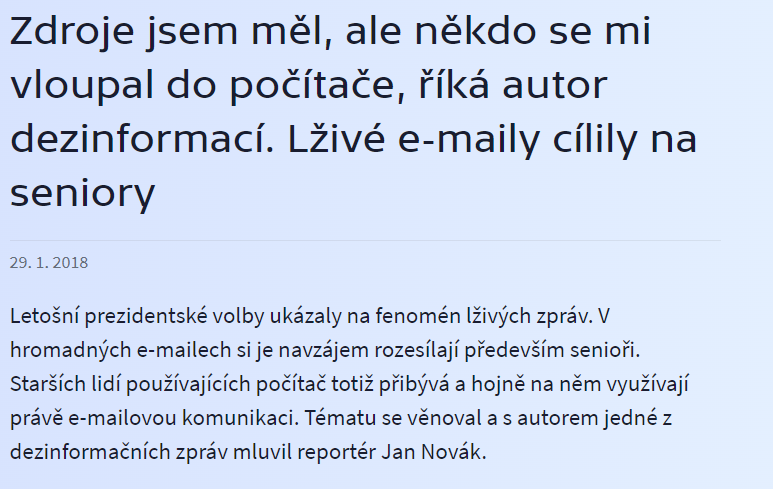 Zdroje jsem měl, ale někdo se mi
vloupal do počítače, říká autor
dezinformací. Lživé e-maily cílily na
seniory
29. 1. 2018
Letošní prezidentské volby ukázaly na fenomén lživých zpráv. V
hromadných e-mailech si je navzájem rozesílají především senioři.
Starších lidí používajících počítač totiž přibývá a hojně na něm využívají
právě e-mailovou komunikaci. Tématu se věnoval a s autorem jedné z
dezinformačních zpráv mluvil reportér Jan Novák.